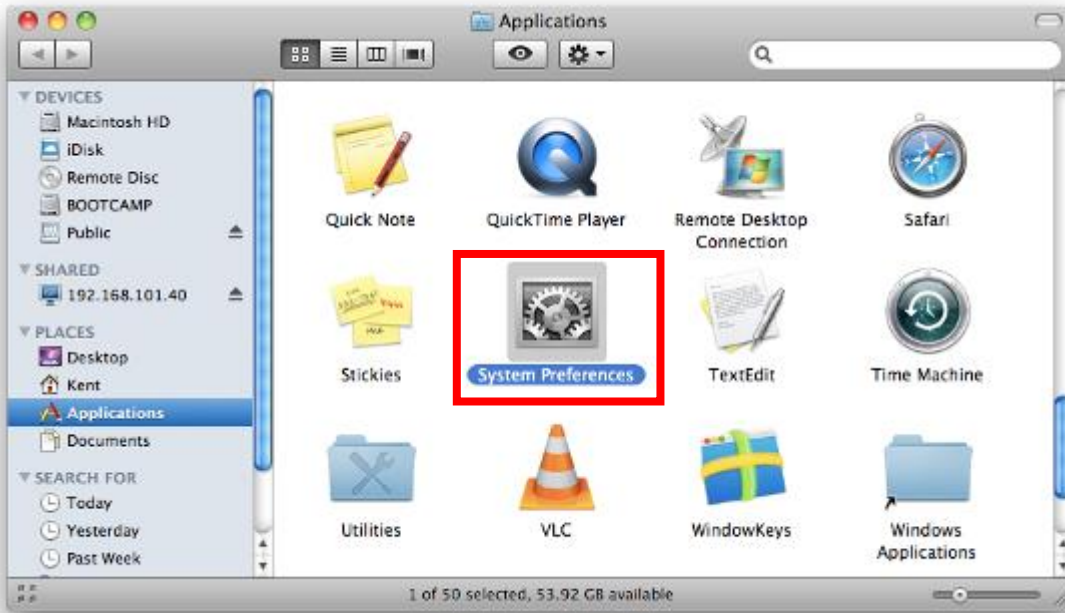 Applications
DEVICES
Macintosh HD
iDisk
Remote Disc
BOOTCAMP
Public
SHARED
192.168.101.40
PLACES
Desktop
Kent
Applications
Documents
SEARCH FOR
Today
Yesterday
Past Week
Quick Note
QuickTime Player
Remote Desktop
Connection
Safari
Stickies
System Preferences
TextEdit
Time Machine
Utilities
VLC
WindowKeys
Windows
Applications
1 of 50 selected, 53.92 GB available